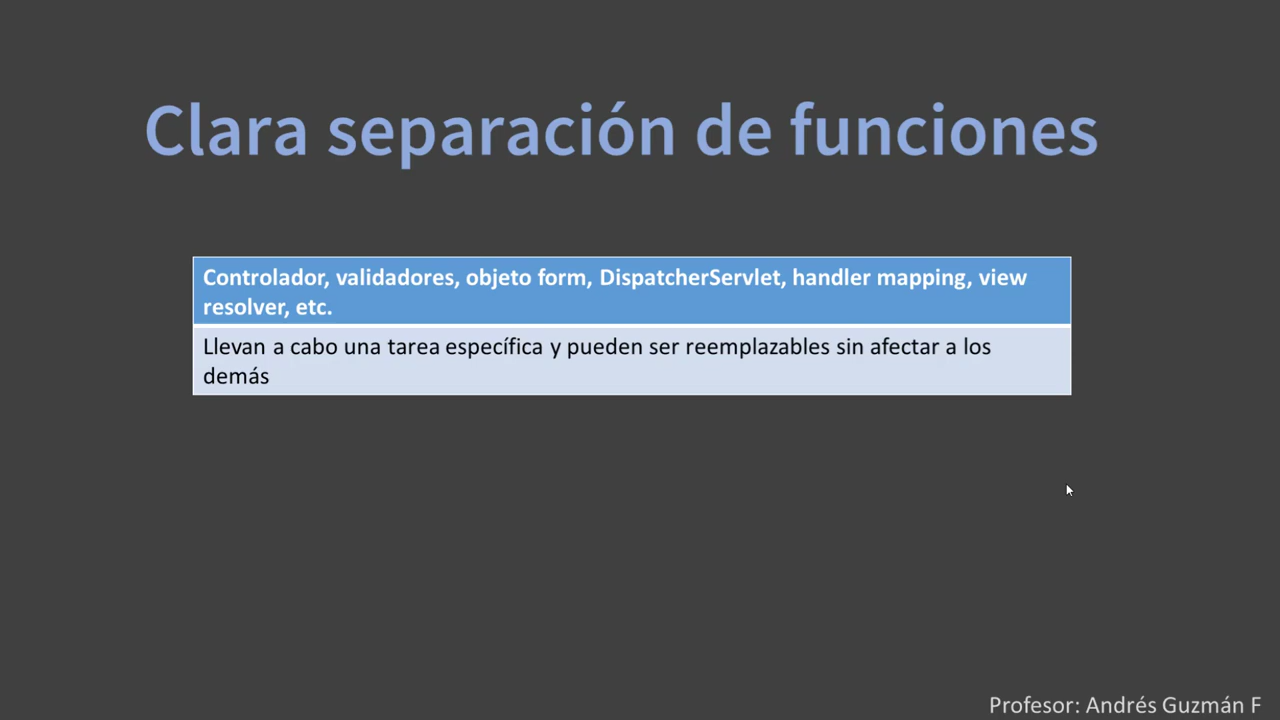 Clara separación de funciones
Controlador, validadores, objeto form, DispatcherServlet, handler mapping, view
resolver, etc.
Llevan a cabo una tarea específica y pueden ser reemplazables sin afectar a los
demás
Profesor: Andrés Guzmán F